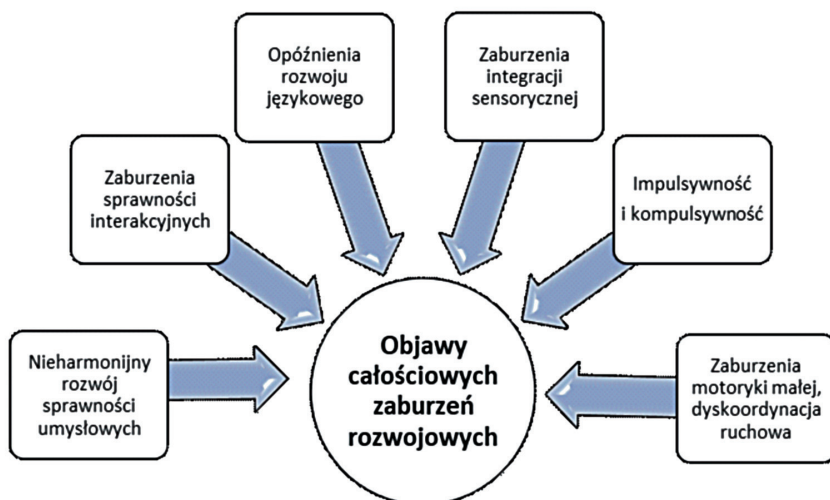 Opóźnienia
rozwoju
językowego
Zaburzenia
integracji
sensorycznej
Zaburzenia
sprawności
interakcyjnych
Impulsywność
i kompulsywność
Nieharmonijny
rozwój
sprawności
umysłowych
Objawy
całościowych
zaburzeń
rozwojowych
Zaburzenia
motoryki małej,
dyskoordynacja
ruchowa